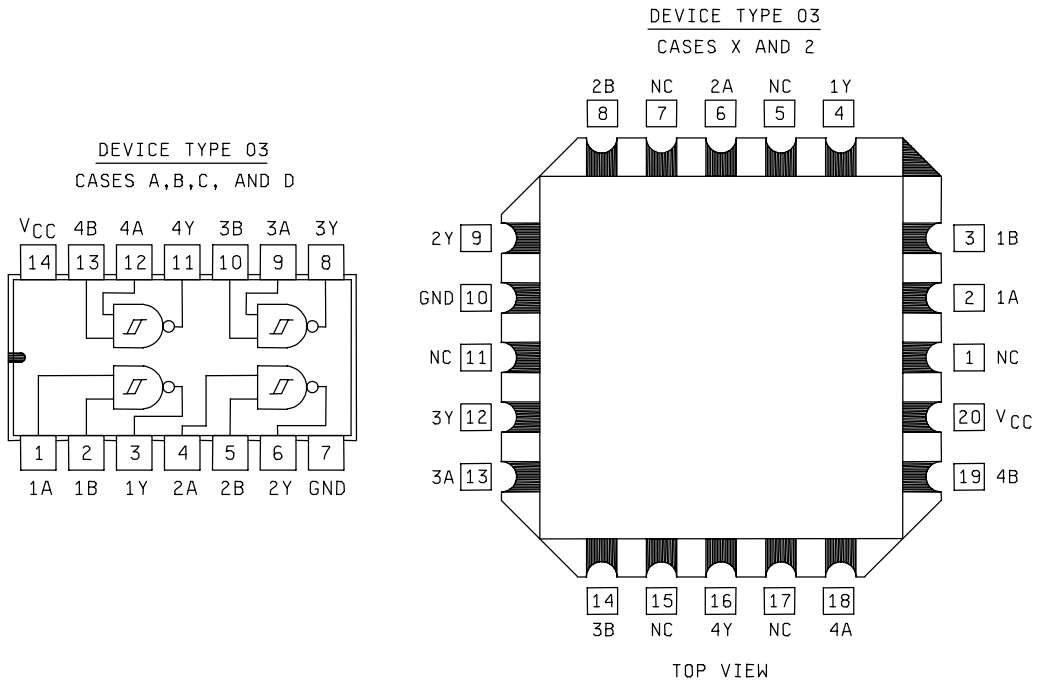 DEVICE TYPE 03
CASES A,B,C, AND D
VCC 4B 4A 4Y 3B 3A 3Y
14 13 12 11 10 9 8
1 2 3 4 5 6 7
1A 1B 1Y 2A 2B 2Y GND
DEVICE TYPE 03
CASES X AND 2
2B NC 2A NC 1Y
8 7 6 5 4
2Y 9
3 1B
GND 10
2 1A
NC 11
1 NC
3Y 12
20 VCC
3A 13
19 4B
14 15 16 17 18
3B NC 4Y NC 4A
TOP VIEW